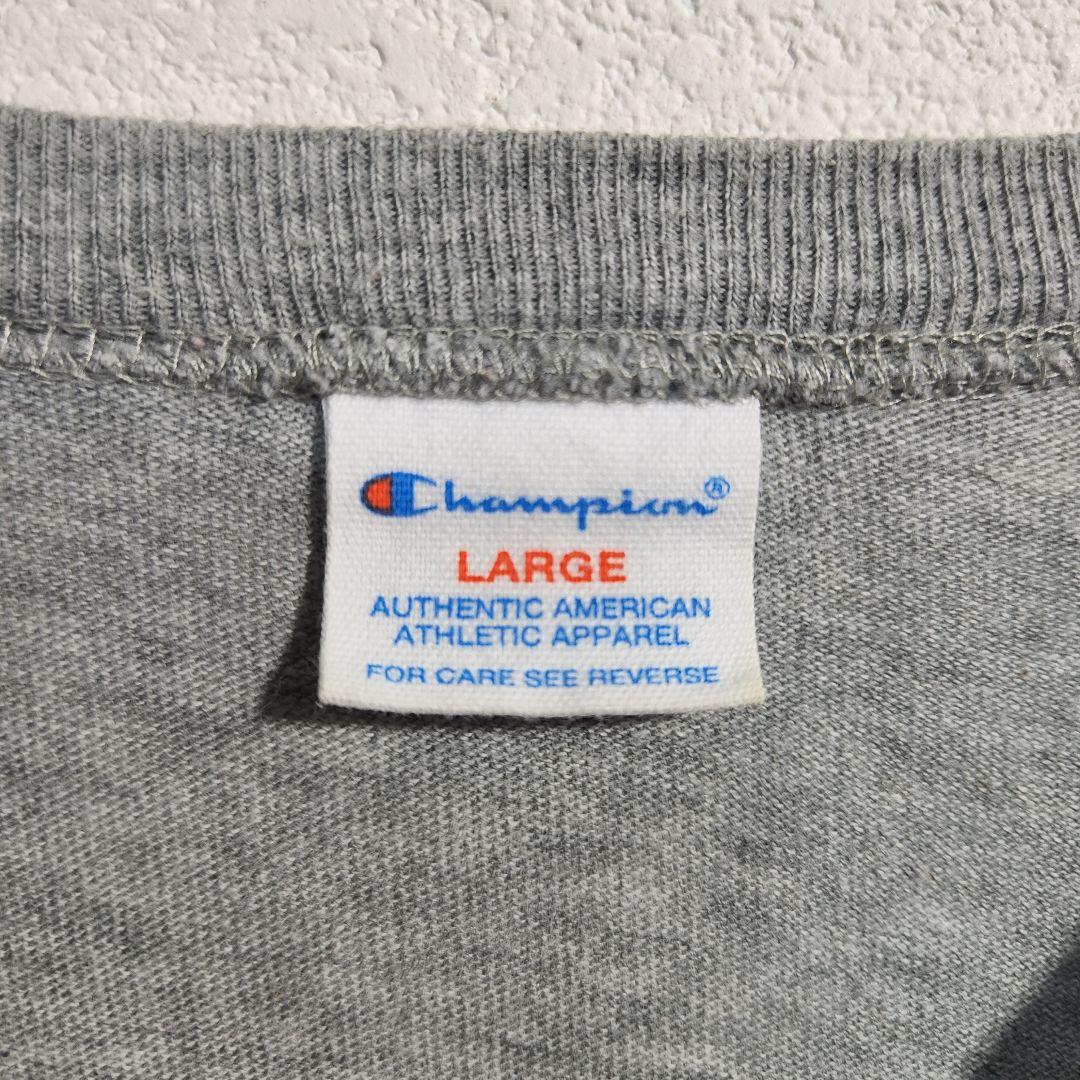 Champion®
LARGE
AUTHENTIC AMERICAN
ATHLETIC APPAREL
FOR CARE SEE REVERSE